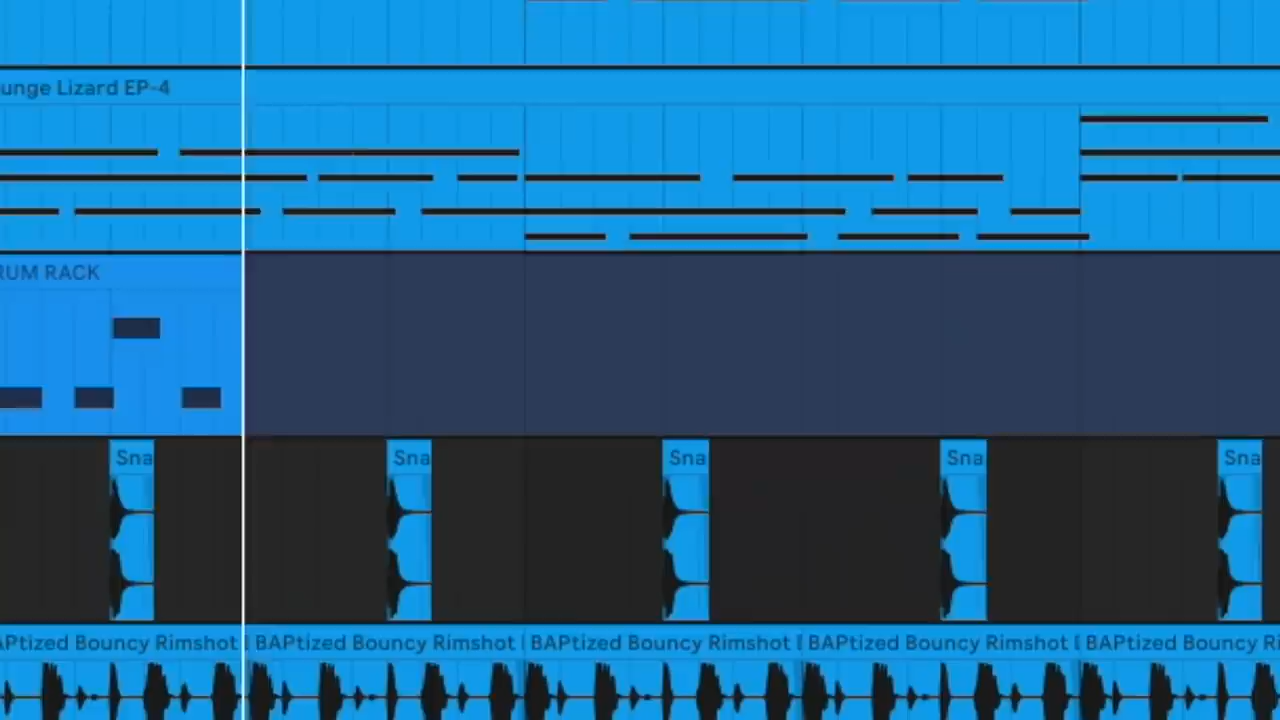 unge Lizard EP-4
RUM RACK
Sna
Sna
Sna
Sna
Sna
APtized Bouncy Rimshot
BAPtized Bouncy Rimshot
BAPtized Bouncy Rimshot
BAPtized Bouncy Rimshot
BAPtized Bouncy Ri